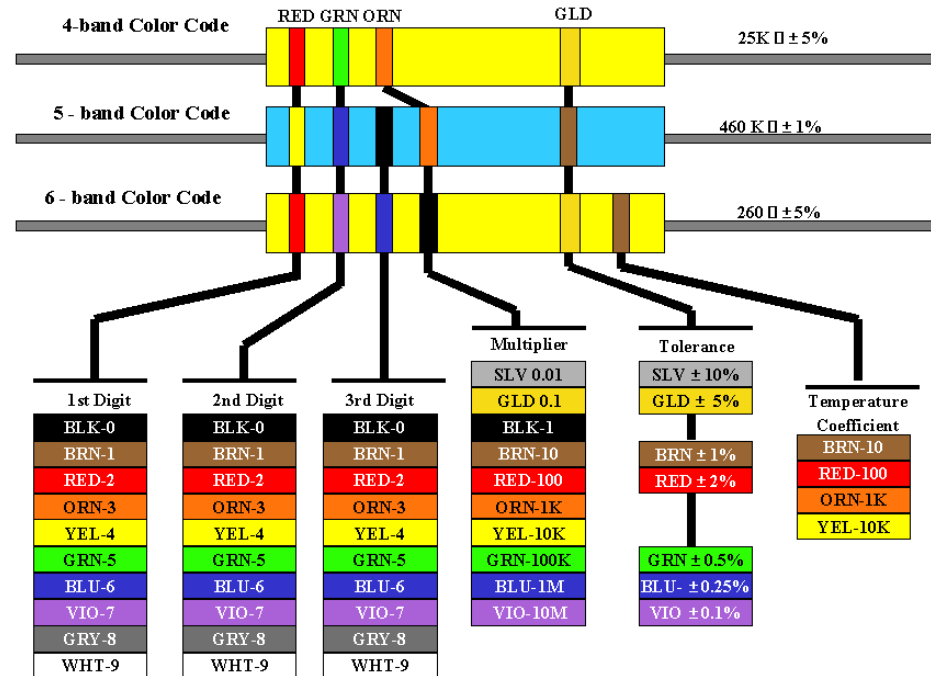 RED GRN ORN GLD
4-band Color Code
25K ▯ ± 5%
5 - band Color Code
460 K ▯ ± 1%
6 - band Color Code
260 ▯ ± 5%
1st Digit
BLK-0
BRN-1
RED-2
ORN-3
YEL-4
GRN-5
BLU-6
VIO-7
GRY-8
WHT-9
2nd Digit
BLK-0
BRN-1
RED-2
ORN-3
YEL-4
GRN-5
BLU-6
VIO-7
GRY-8
WHT-9
3rd Digit
BLK-0
BRN-1
RED-2
ORN-3
YEL-4
GRN-5
BLU-6
VIO-7
GRY-8
WHT-9
Multiplier
SLV 0.01
GLD 0.1
BLK-1
BRN-10
RED-100
ORN-1K
YEL-10K
GRN-100K
BLU-1M
VIO-10M
Tolerance
SLV ± 10%
GLD ± 5%
BRN ± 1%
RED ± 2%
GRN ± 0.5%
BLU- ± 0.25%
VIO ± 0.1%
Temperature
Coefficient
BRN-10
RED-100
ORN-1K
YEL-10K